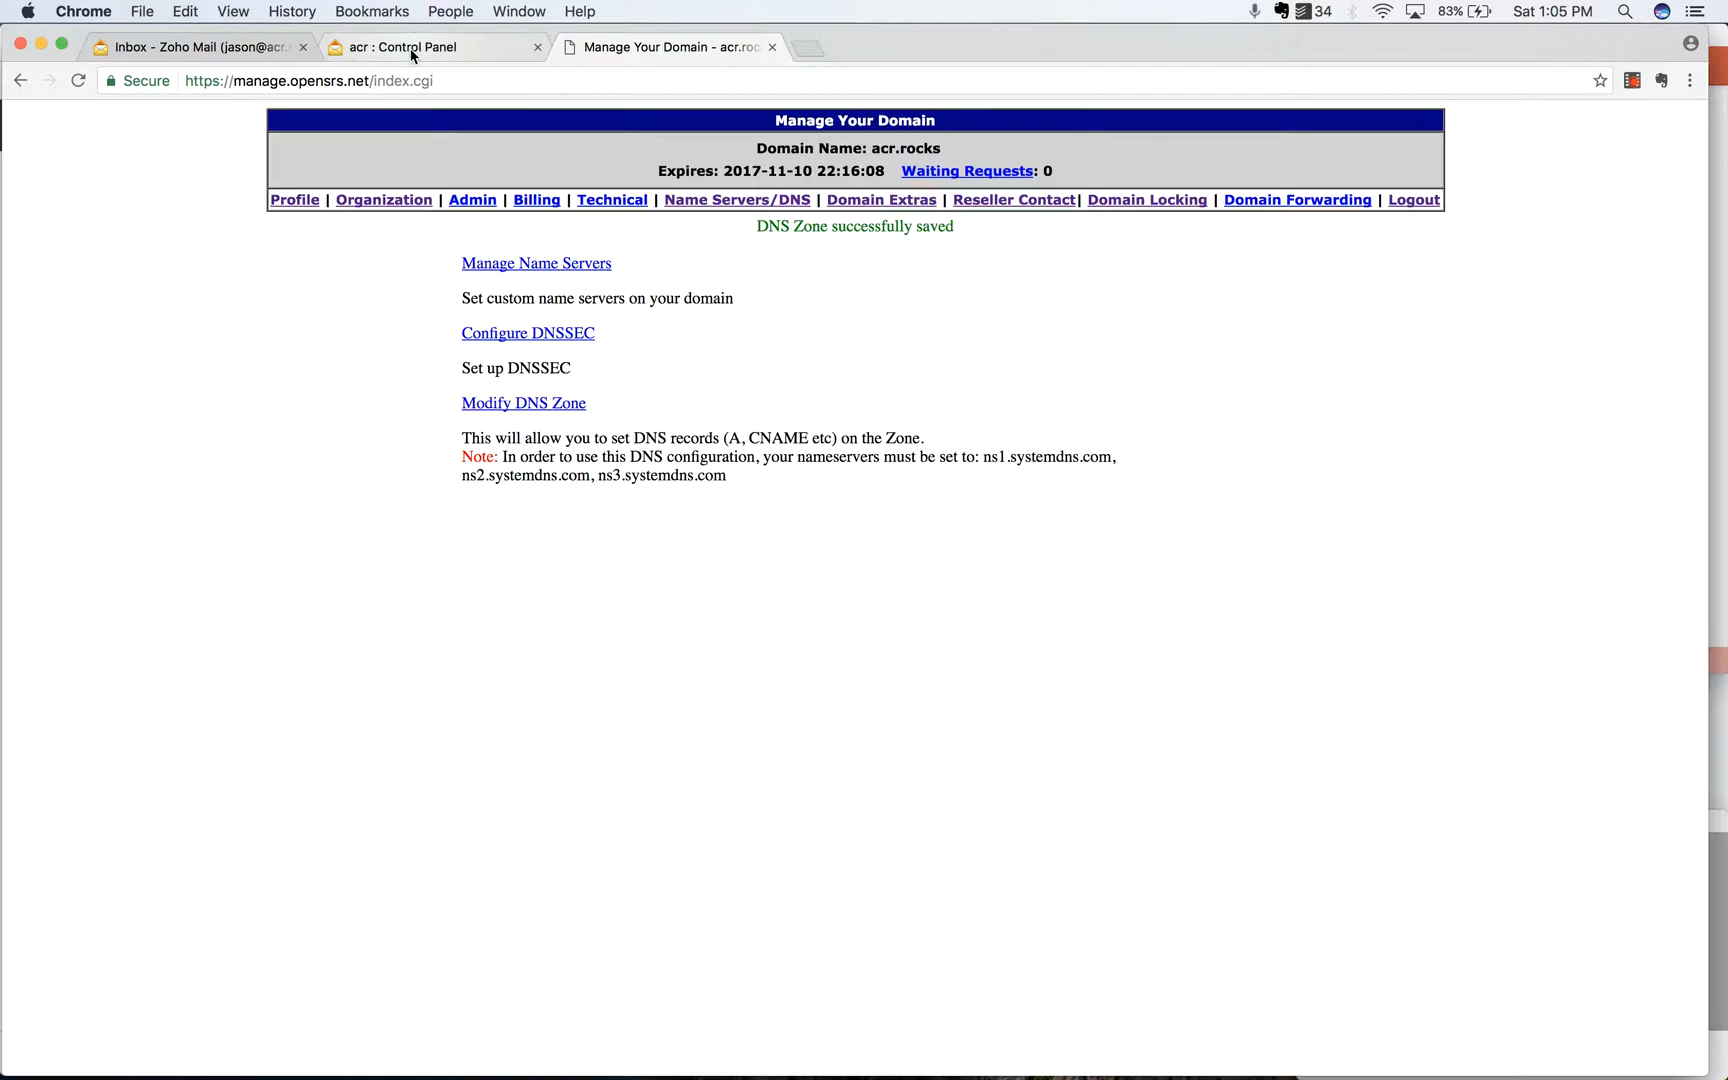 Chrome File Edit View History Bookmarks People Window Help 34 83% Sat 1:05 PM
Inbox - Zoho Mail (jason@acr. acr : Control Panel Manage Your Domain - acr.roc
Secure https://manage.opensrs.net/index.cgi
Manage Your Domain
Domain Name: acr.rocks
Expires: 2017-11-10 22:16:08 Waiting Requests: 0
Profile | Organization | Admin | Billing | Technical | Name Servers/DNS | Domain Extras | Reseller Contact| Domain Locking | Domain Forwarding | Logout
DNS Zone successfully saved
Manage Name Servers
Set custom name servers on your domain
Configure DNSSEC
Set up DNSSEC
Modify DNS Zone
This will allow you to set DNS records (A, CNAME etc) on the Zone.
Note: In order to use this DNS configuration, your nameservers must be set to: ns1.systemdns.com,
ns2.systemdns.com, ns3.systemdns.com